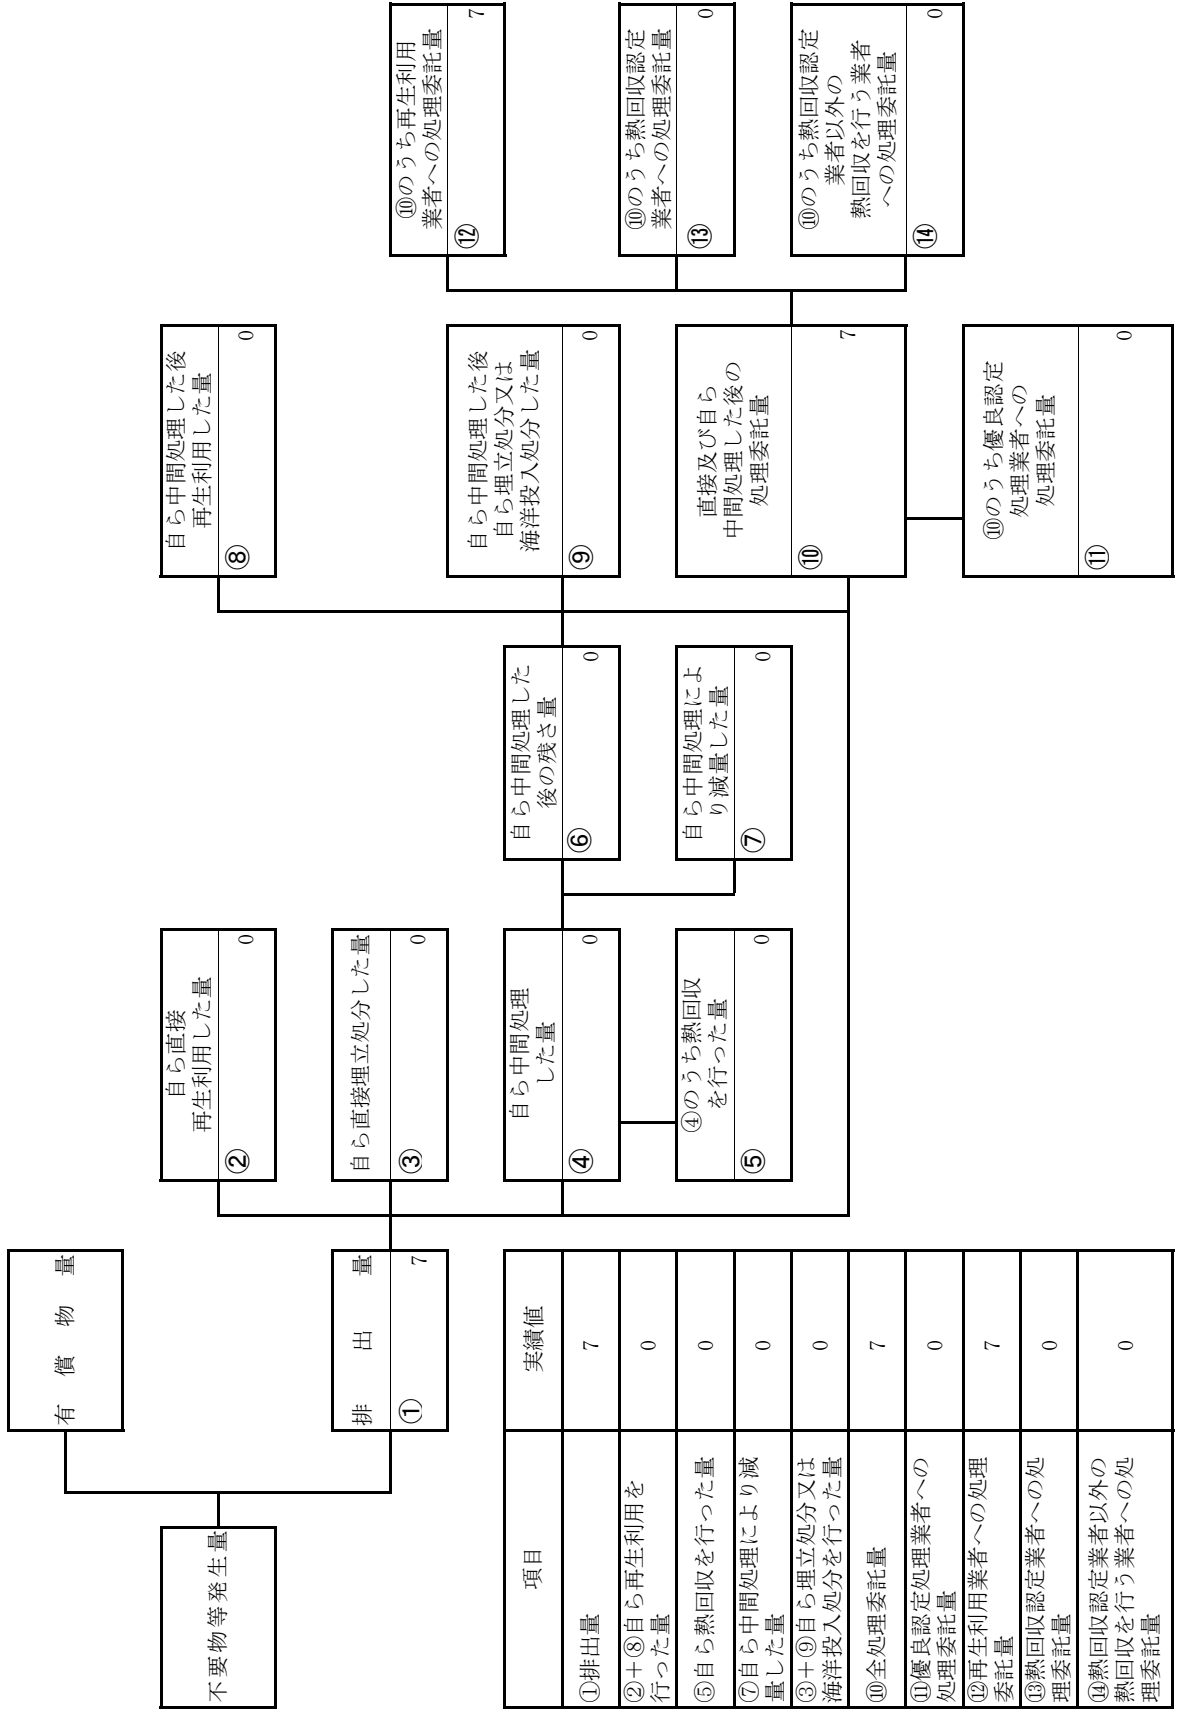 有償物量
不要物等発生量
排出量
①
7
自ら直接
再生利用した量
②
0
自ら直接埋立処分した量
③
0
自ら中間処理
した量
④
0
④のうち熱回収
を行った量
⑤
0
自ら中間処理した
後の残さ量
⑥
0
自ら中間処理によ
り減量した量
⑦
0
自ら中間処理した後
再生利用した量
⑧
0
自ら中間処理した後
自ら埋立処分又は
海洋投入処分した量
⑨
0
直接及び自ら
中間処理した後の
処理委託量
⑩
7
⑩のうち優良認定
処理業者への
処理委託量
⑪
0
⑩のうち再生利用
業者への処理委託量
⑫
7
⑩のうち熱回収認定
業者への処理委託量
⑬
0
⑩のうち熱回収認定
業者以外の
熱回収を行う業者
への処理委託量
⑭
0
項目 実績値
①排出量 7
②+⑧自ら再生利用を
行った量 0
⑤自ら熱回収を行った量 0
⑦自ら中間処理により減
量した量 0
③+⑨自ら埋立処分又は
海洋投入処分を行った量 0
⑩全処理委託量 7
⑪優良認定処理業者への
処理委託量 0
⑫再生利用業者への処理
委託量 7
⑬熱回収認定業者への処
理委託量 0
⑭熱回収認定業者以外の
熱回収を行う業者への処
理委託量 0